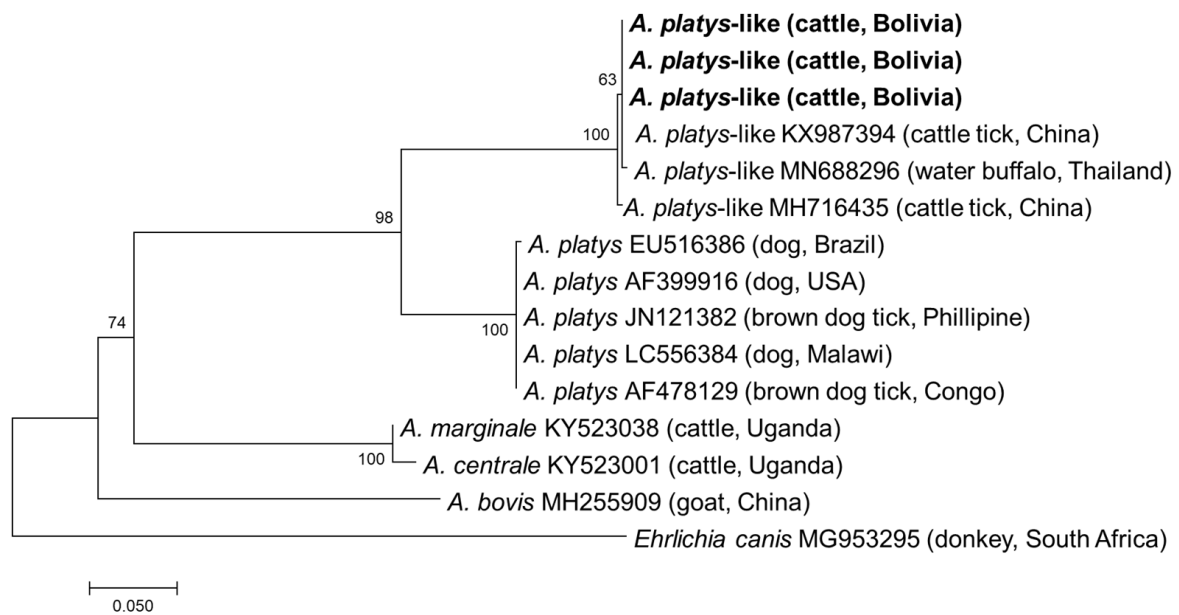 A. platys-like (cattle, Bolivia)
A. platys-like (cattle, Bolivia)
63
A. platys-like (cattle, Bolivia)
100
A. platys-like KX987394 (cattle tick, China)
A. platys-like MN688296 (water buffalo, Thailand)
A. platys-like MH716435 (cattle tick, China)
98
A. platys EU516386 (dog, Brazil)
A. platys AF399916 (dog, USA)
A. platys JN121382 (brown dog tick, Phillipine)
100
74
A. platys LC556384 (dog, Malawi)
A. platys AF478129 (brown dog tick, Congo)
A. marginale KY523038 (cattle, Uganda)
100
A. centrale KY523001 (cattle, Uganda)
A. bovis MH255909 (goat, China)
Ehrlichia canis MG953295 (donkey, South Africa)
0.050